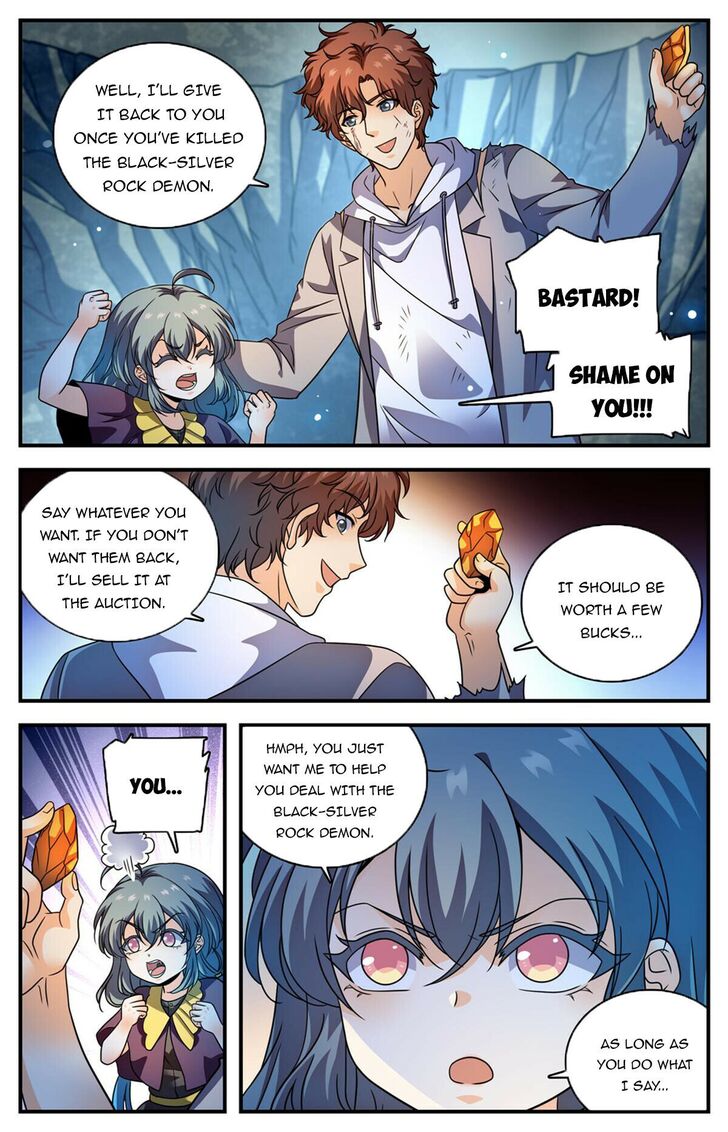 WELL, I'LL GIVE
IT BACK TO YOU
ONCE YOU'VE KILLED
THE BLACK-SILVER
ROCK DEMON.
BASTARD!
SHAME ON
YOU!!!
SAY WHATEVER YOU
WANT. IF YOU DON'T
WANT THEM BACK,
I'LL SELL IT AT
THE AUCTION.
IT SHOULD BE
WORTH A FEW
BUCKS...
YOU...
HMPH, YOU JUST
WANT ME TO HELP
YOU DEAL WITH THE
BLACK-SILVER
ROCK DEMON.
AS LONG AS
YOU DO WHAT
I SAY...